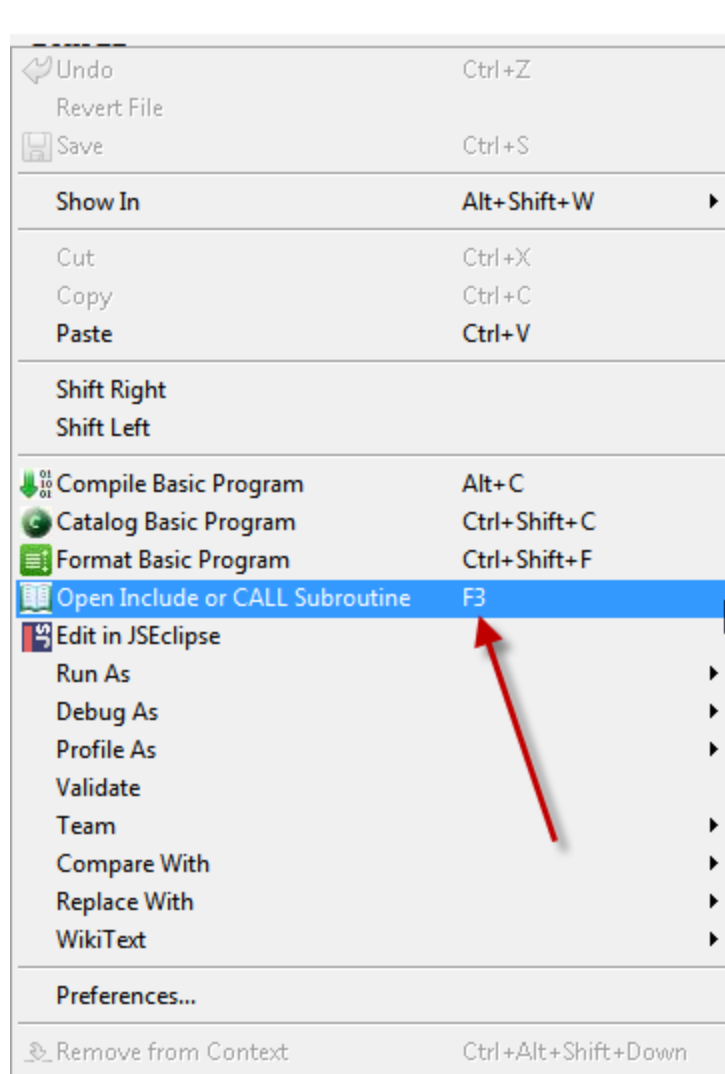 Undo Ctrl+Z
Revert File
Save Ctrl+S
Show In Alt+Shift+W
Cut Ctrl+X
Copy Ctrl+C
Paste Ctrl+V
Shift Right
Shift Left
Compile Basic Program Alt+C
Catalog Basic Program Ctrl+Shift+C
Format Basic Program Ctrl+Shift+F
Open Include or CALL Subroutine F3
Edit in JSEclipse
Run As
Debug As
Profile As
Validate
Team
Compare With
Replace With
WikiText
Preferences...
Remove from Context Ctrl+Alt+Shift+Down